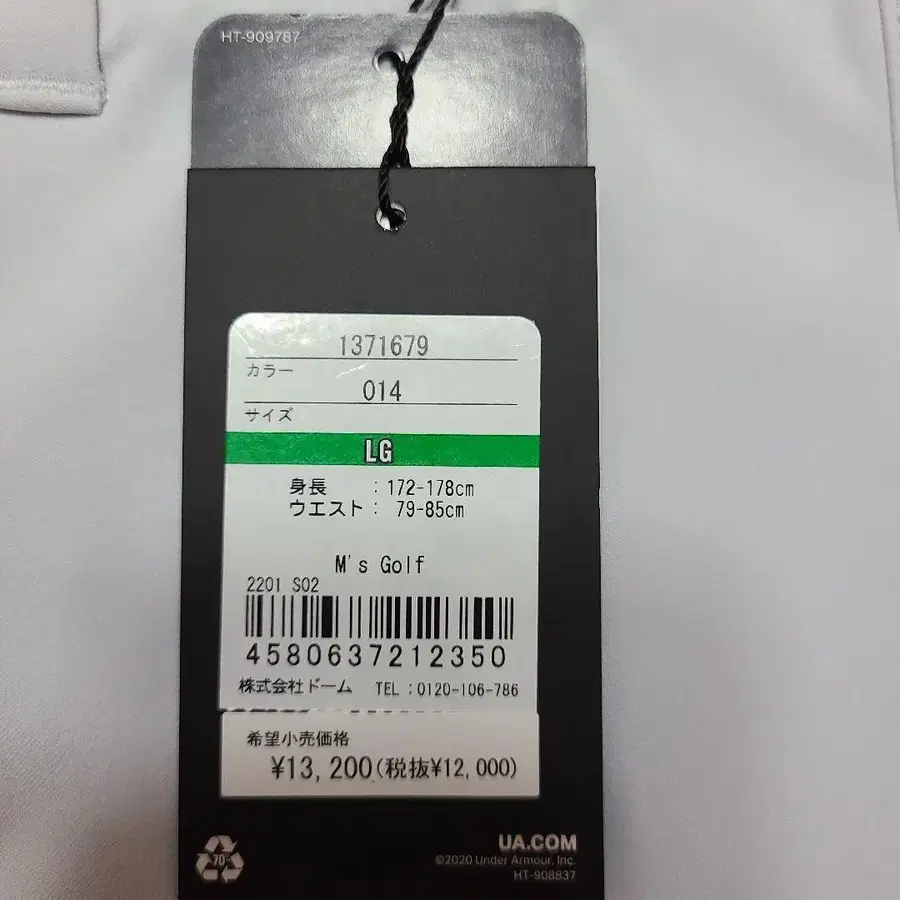 HT-909787
1371679
カラー
014
サイズ
LG
身長 : 172-178cm
ウエスト : 79-85cm
M's Golf
2201 S02
4580637212350
株式会社ドーム TEL : 0120-106-786
希望小売価格
¥13,200(税抜¥12,000)
70%
UA.COM
©2020 Under Armour, Inc.
HT-908837